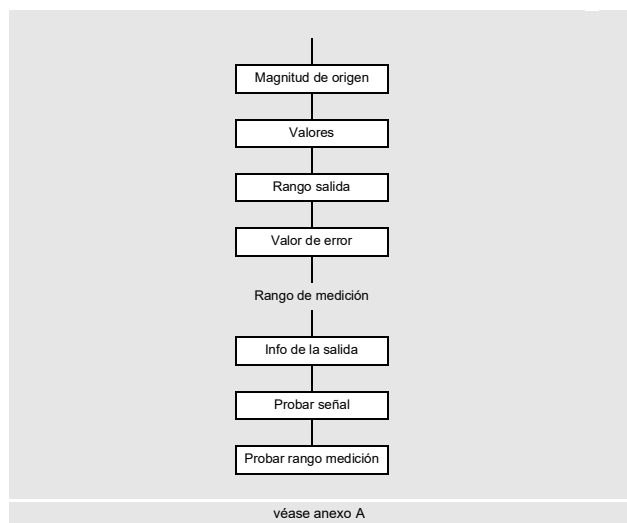 Magnitud de origen
Valores
Rango salida
Valor de error
Rango de medición
Info de la salida
Probar señal
Probar rango medición
véase anexo A